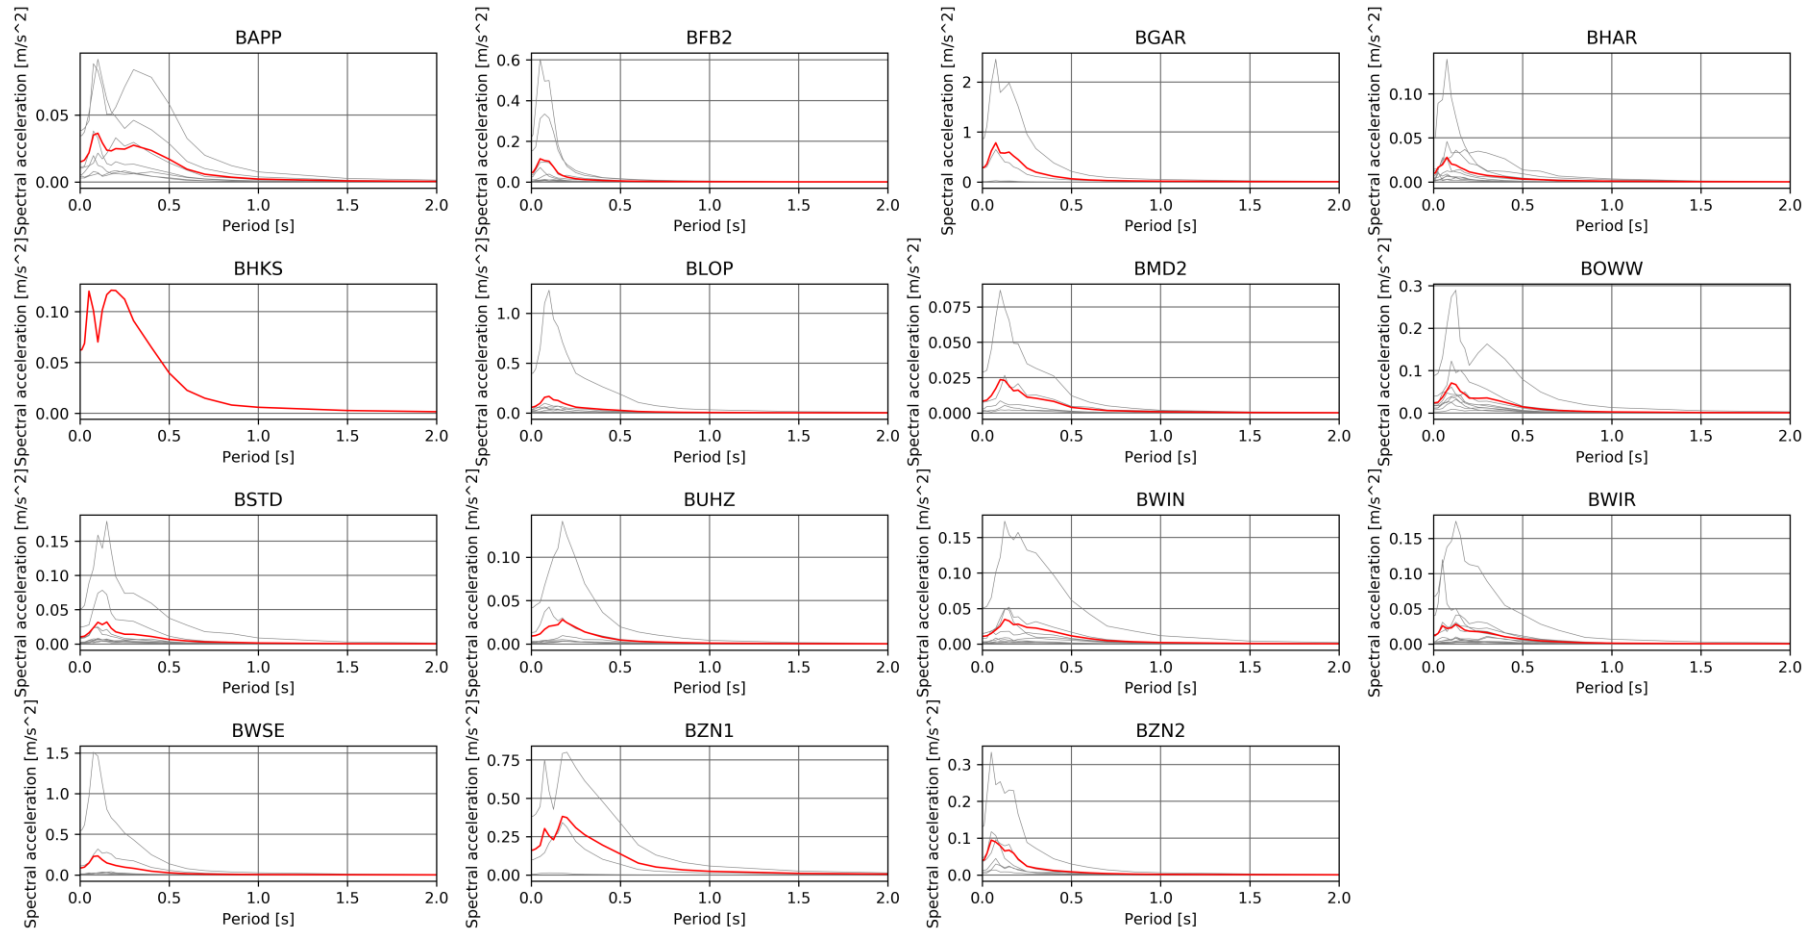 BAPP
Spectral acceleration [m/s^2]
0.05
0.00
0.0 0.5 1.0 1.5 2.0
Period [s]
BFB2
Spectral acceleration [m/s^2]
0.6
0.4
0.2
0.0
0.0 0.5 1.0 1.5 2.0
Period [s]
BGAR
Spectral acceleration [m/s^2]
2
1
0
0.0 0.5 1.0 1.5 2.0
Period [s]
BHAR
Spectral acceleration [m/s^2]
0.10
0.05
0.00
0.0 0.5 1.0 1.5 2.0
Period [s]
BHKS
Spectral acceleration [m/s^2]
0.10
0.05
0.00
0.0 0.5 1.0 1.5 2.0
Period [s]
BLOP
Spectral acceleration [m/s^2]
1.0
0.5
0.0
0.0 0.5 1.0 1.5 2.0
Period [s]
BMD2
Spectral acceleration [m/s^2]
0.075
0.050
0.025
0.000
0.0 0.5 1.0 1.5 2.0
Period [s]
BOWW
Spectral acceleration [m/s^2]
0.3
0.2
0.1
0.0
0.0 0.5 1.0 1.5 2.0
Period [s]
BSTD
Spectral acceleration [m/s^2]
0.15
0.10
0.05
0.00
0.0 0.5 1.0 1.5 2.0
Period [s]
BUHZ
Spectral acceleration [m/s^2]
0.10
0.05
0.00
0.0 0.5 1.0 1.5 2.0
Period [s]
BWIN
Spectral acceleration [m/s^2]
0.15
0.10
0.05
0.00
0.0 0.5 1.0 1.5 2.0
Period [s]
BWIR
Spectral acceleration [m/s^2]
0.15
0.10
0.05
0.00
0.0 0.5 1.0 1.5 2.0
Period [s]
BWSE
Spectral acceleration [m/s^2]
1.5
1.0
0.5
0.0
0.0 0.5 1.0 1.5 2.0
Period [s]
BZN1
Spectral acceleration [m/s^2]
0.75
0.50
0.25
0.00
0.0 0.5 1.0 1.5 2.0
Period [s]
BZN2
Spectral acceleration [m/s^2]
0.3
0.2
0.1
0.0
0.0 0.5 1.0 1.5 2.0
Period [s]